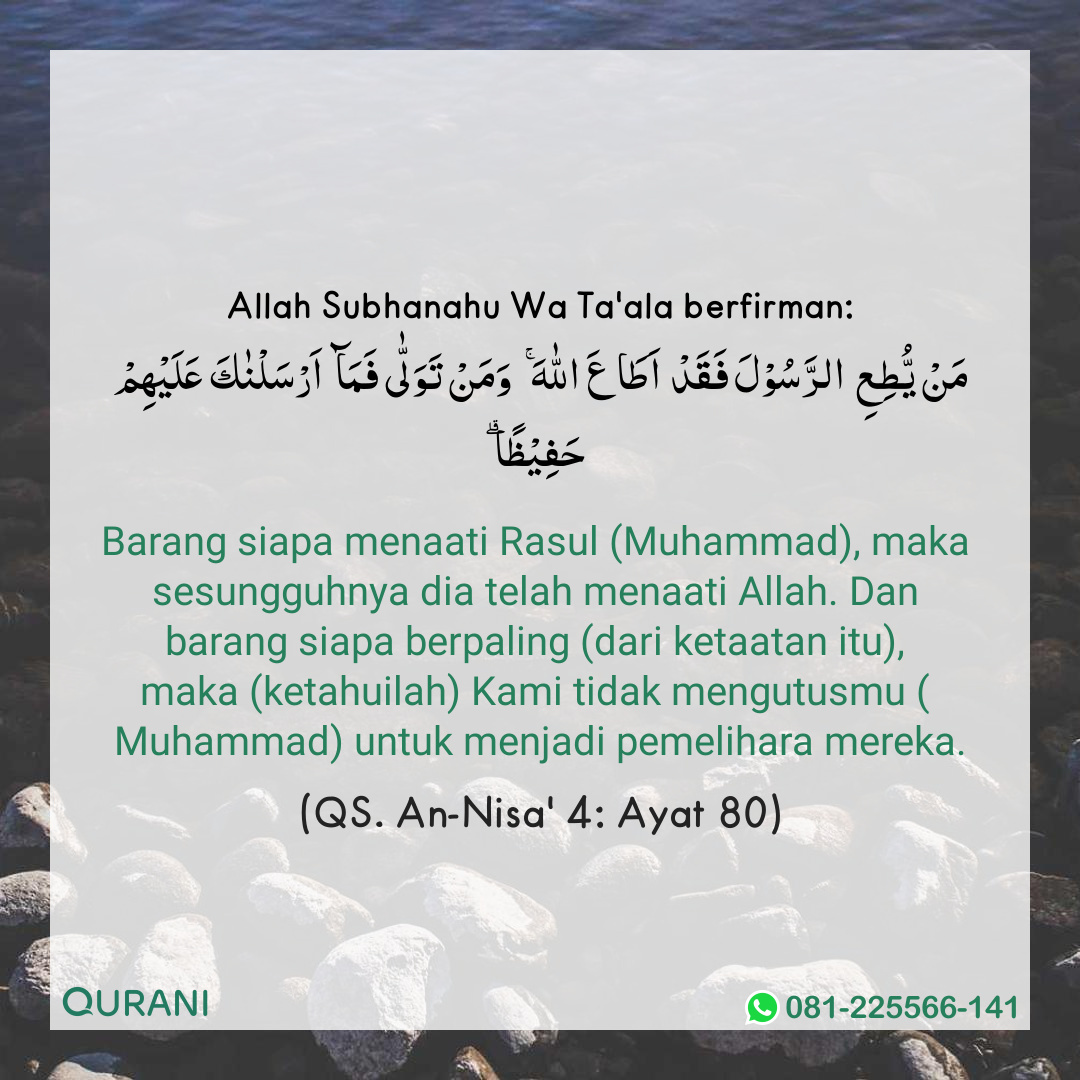 Allah Subhanahu Wa Ta'ala berfirman:
مَنْ يُّطِعِ الرَّسُوْلَ فَقَدْ اَطَا عَ اللّٰهَ ۚ وَمَنْ تَوَلّٰى فَمَاۤ اَرْسَلْنٰكَ عَلَيْهِمْ
حَفِيْظًا ۗ
Barang siapa menaati Rasul (Muhammad), maka
sesungguhnya dia telah menaati Allah. Dan
barang siapa berpaling (dari ketaatan itu),
maka (ketahuilah) Kami tidak mengutusmu (
Muhammad) untuk menjadi pemelihara mereka.
(QS. An-Nisa' 4: Ayat 80)
QURANI
081-225566-141